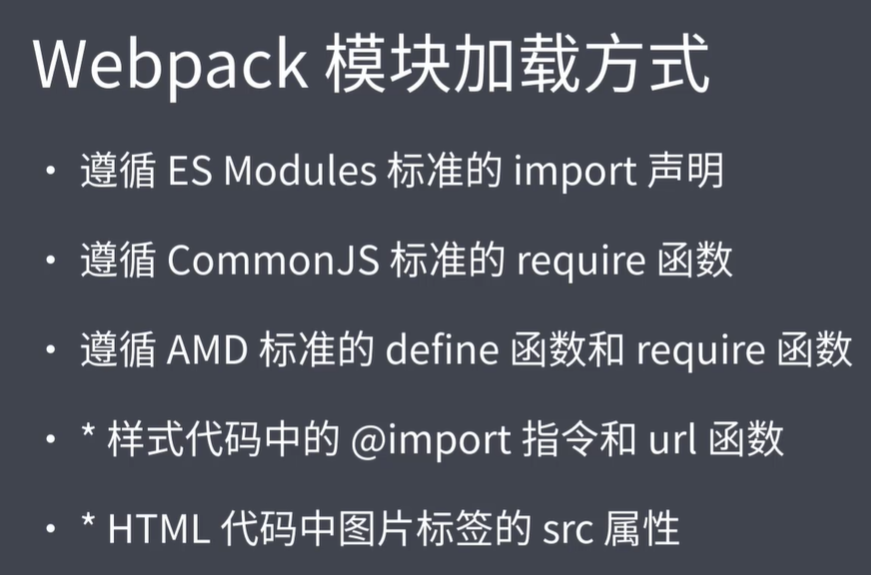 Webpack 模块加载方式
• 遵循 ES Modules 标准的 import 声明
• 遵循 CommonJS 标准的 require 函数
• 遵循 AMD 标准的 define 函数和 require 函数
• * 样式代码中的 @import 指令和 url 函数
• * HTML 代码中图片标签的 src 属性